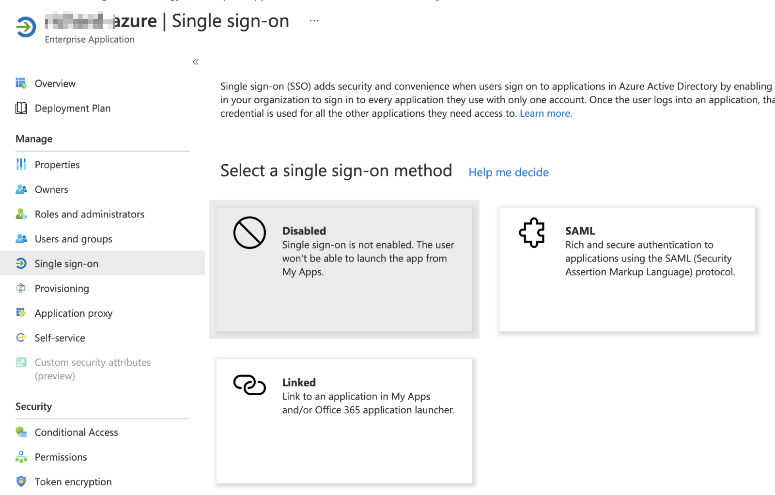 azure | Single sign-on ...
Enterprise Application
«
Overview
Deployment Plan
Manage
Properties
Owners
Roles and administrators
Users and groups
Single sign-on
Provisioning
Application proxy
Self-service
Custom security attributes
(preview)
Security
Conditional Access
Permissions
Token encryption
Single sign-on (SSO) adds security and convenience when users sign on to applications in Azure Active Directory by enabling
in your organization to sign in to every application they use with only one account. Once the user logs into an application, tha
credential is used for all the other applications they need access to. Learn more.
Select a single sign-on method Help me decide
Disabled
Single sign-on is not enabled. The user
won't be able to launch the app from
My Apps.
SAML
Rich and secure authentication to
applications using the SAML (Security
Assertion Markup Language) protocol.
Linked
Link to an application in My Apps
and/or Office 365 application launcher.